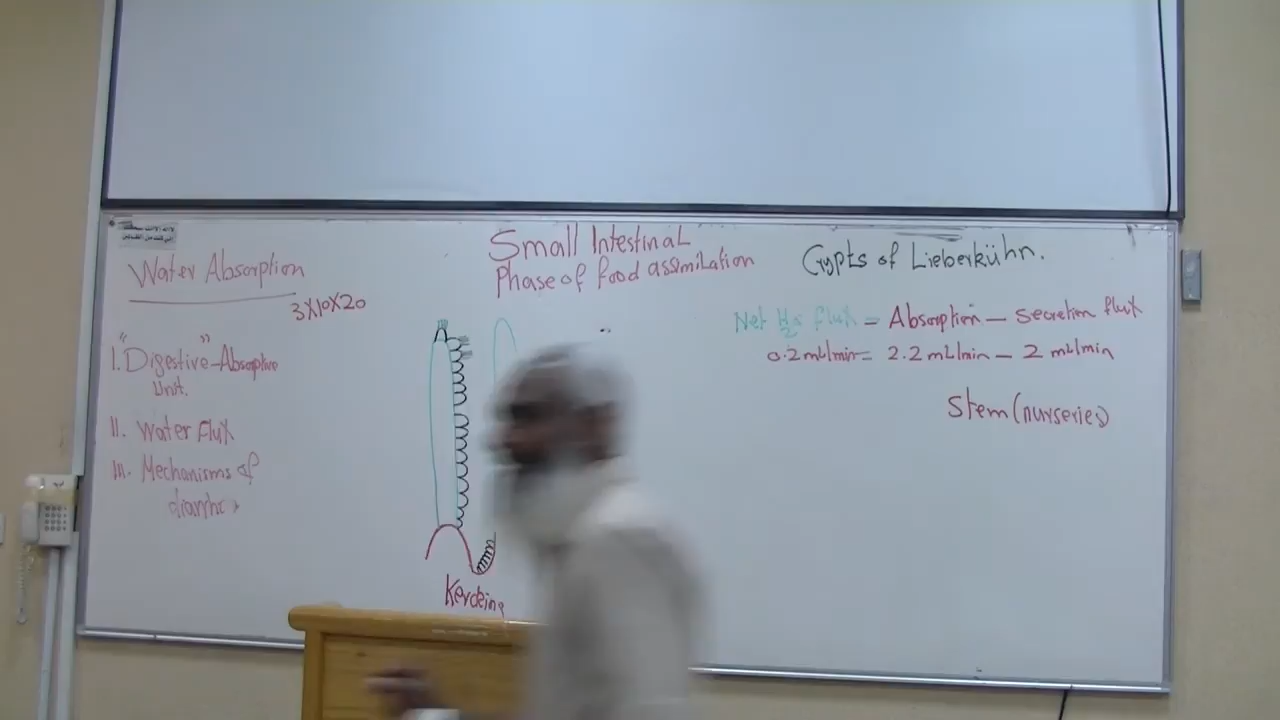 Water Absorption
3X10X20
I. "Digestive"-Absorptive
Unit.
II. Water Flux
III. Mechanisms of
Small Intestinal
Phase of food assimilation
Kercking
Crypts of Lieberkühn.
Net H2o flux = Absorption — secretion flux
0.2 mL/min = 2.2 mL/min — 2 mL/min
Stem (nurseries)